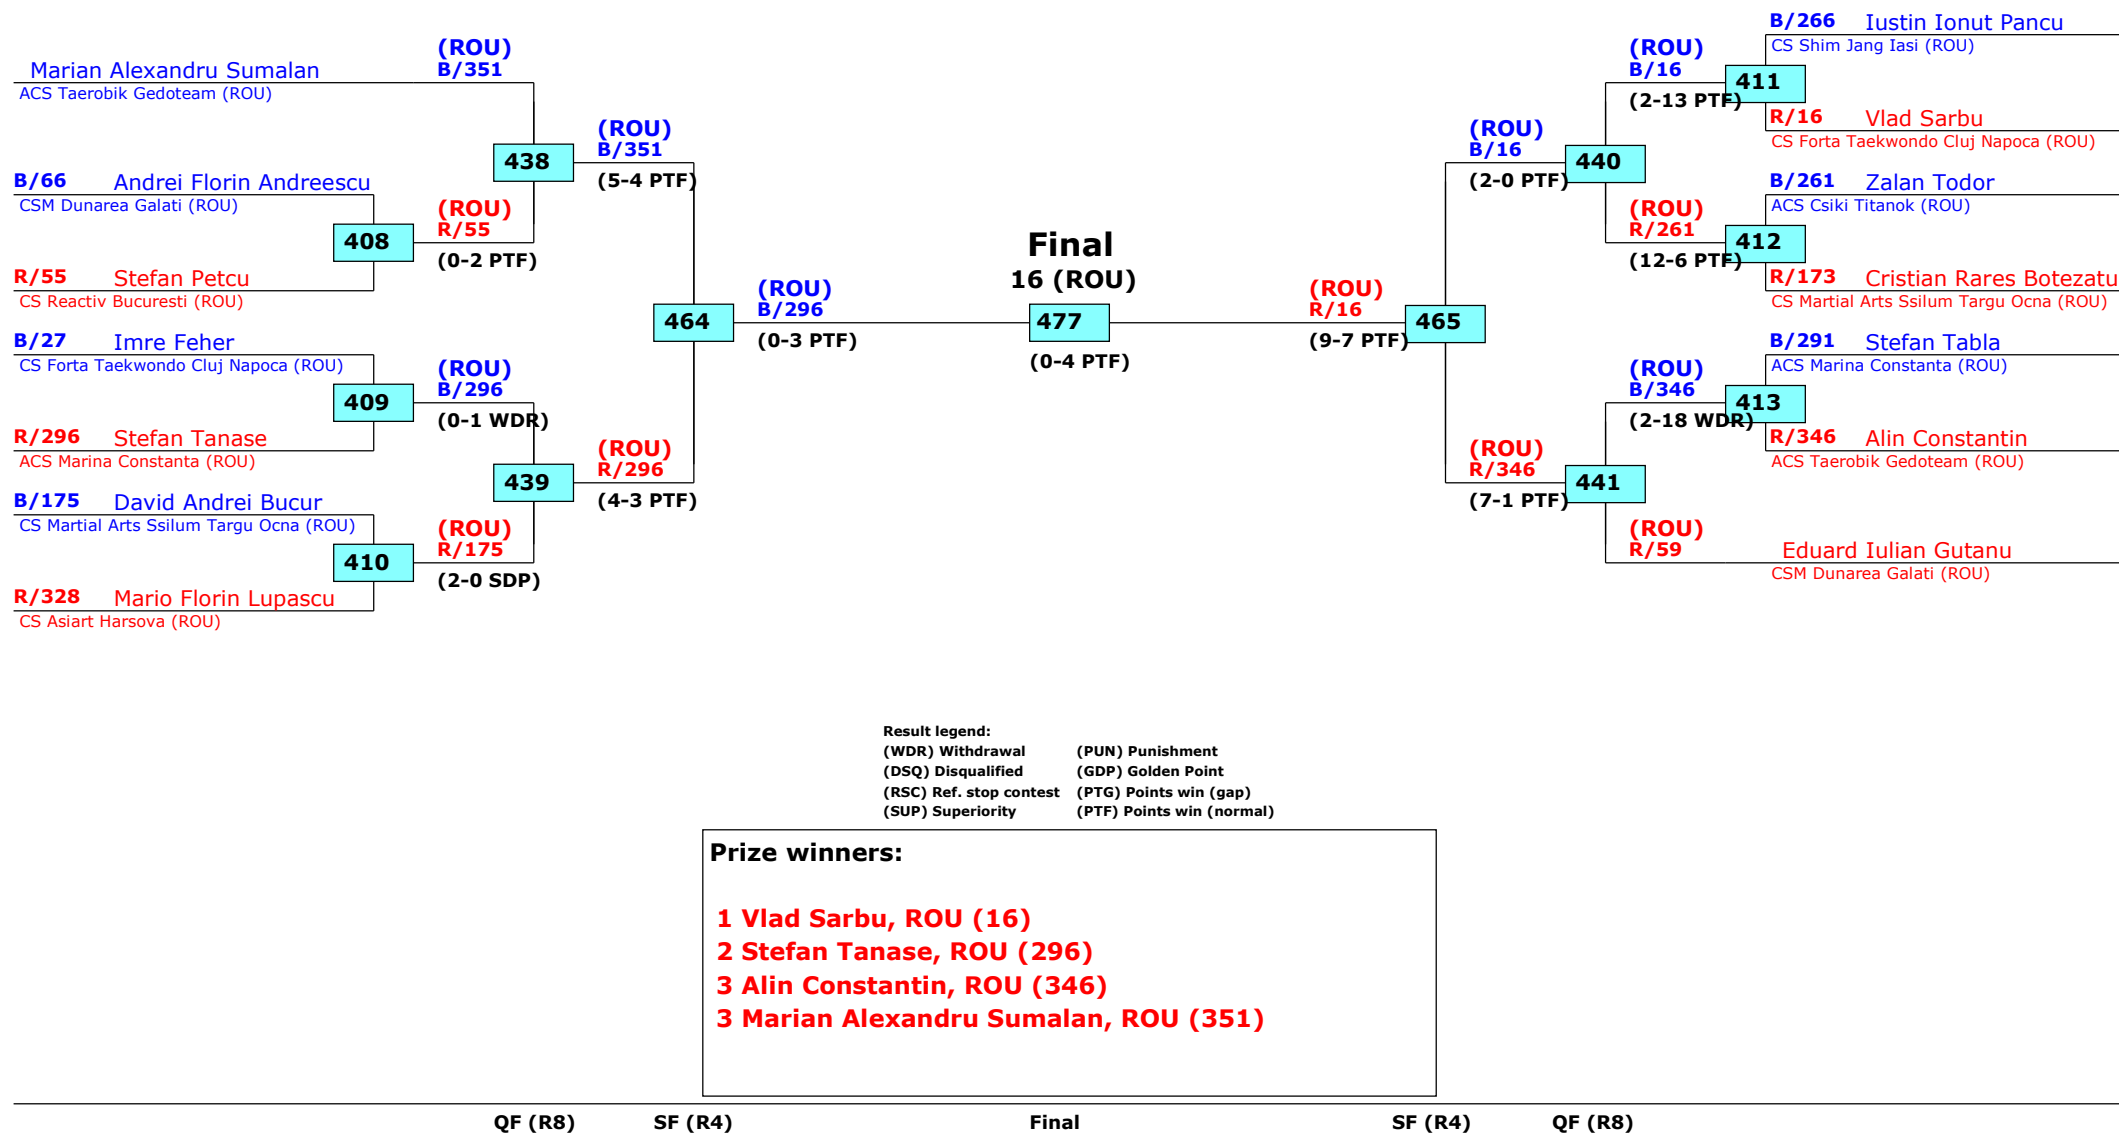 (ROU)
B/351
Marian Alexandru Sumalan
ACS Taerobik Gedoteam (ROU)
438
(ROU)
B/351
(5-4 PTF)
B/66 Andrei Florin Andreescu
CSM Dunarea Galati (ROU)
408
(ROU)
R/55
(0-2 PTF)
R/55 Stefan Petcu
CS Reactiv Bucuresti (ROU)
464
(ROU)
B/296
(0-3 PTF)
B/27 Imre Feher
CS Forta Taekwondo Cluj Napoca (ROU)
409
(ROU)
B/296
(0-1 WDR)
R/296 Stefan Tanase
ACS Marina Constanta (ROU)
439
(ROU)
R/296
(4-3 PTF)
B/175 David Andrei Bucur
CS Martial Arts Ssilum Targu Ocna (ROU)
410
(ROU)
R/175
(2-0 SDP)
R/328 Mario Florin Lupascu
CS Asiart Harsova (ROU)
Final
16 (ROU)
477
(0-4 PTF)
B/266 Iustin Ionut Pancu
CS Shim Jang Iasi (ROU)
(ROU)
B/16
(2-13 PTF)
411
R/16 Vlad Sarbu
CS Forta Taekwondo Cluj Napoca (ROU)
(ROU)
B/16
(2-0 PTF)
440
B/261 Zalan Todor
ACS Csiki Titanok (ROU)
(ROU)
R/261
(12-6 PTF)
412
R/173 Cristian Rares Botezatu
CS Martial Arts Ssilum Targu Ocna (ROU)
(ROU)
R/16
(9-7 PTF)
465
B/291 Stefan Tabla
ACS Marina Constanta (ROU)
(ROU)
B/346
(2-18 WDR)
413
R/346 Alin Constantin
ACS Taerobik Gedoteam (ROU)
(ROU)
R/346
(7-1 PTF)
441
(ROU)
R/59
Eduard Iulian Gutanu
CSM Dunarea Galati (ROU)
Result legend:
(WDR) Withdrawal (PUN) Punishment
(DSQ) Disqualified (GDP) Golden Point
(RSC) Ref. stop contest (PTG) Points win (gap)
(SUP) Superiority (PTF) Points win (normal)
Prize winners:
1 Vlad Sarbu, ROU (16)
2 Stefan Tanase, ROU (296)
3 Alin Constantin, ROU (346)
3 Marian Alexandru Sumalan, ROU (351)
QF (R8) SF (R4) Final SF (R4) QF (R8)